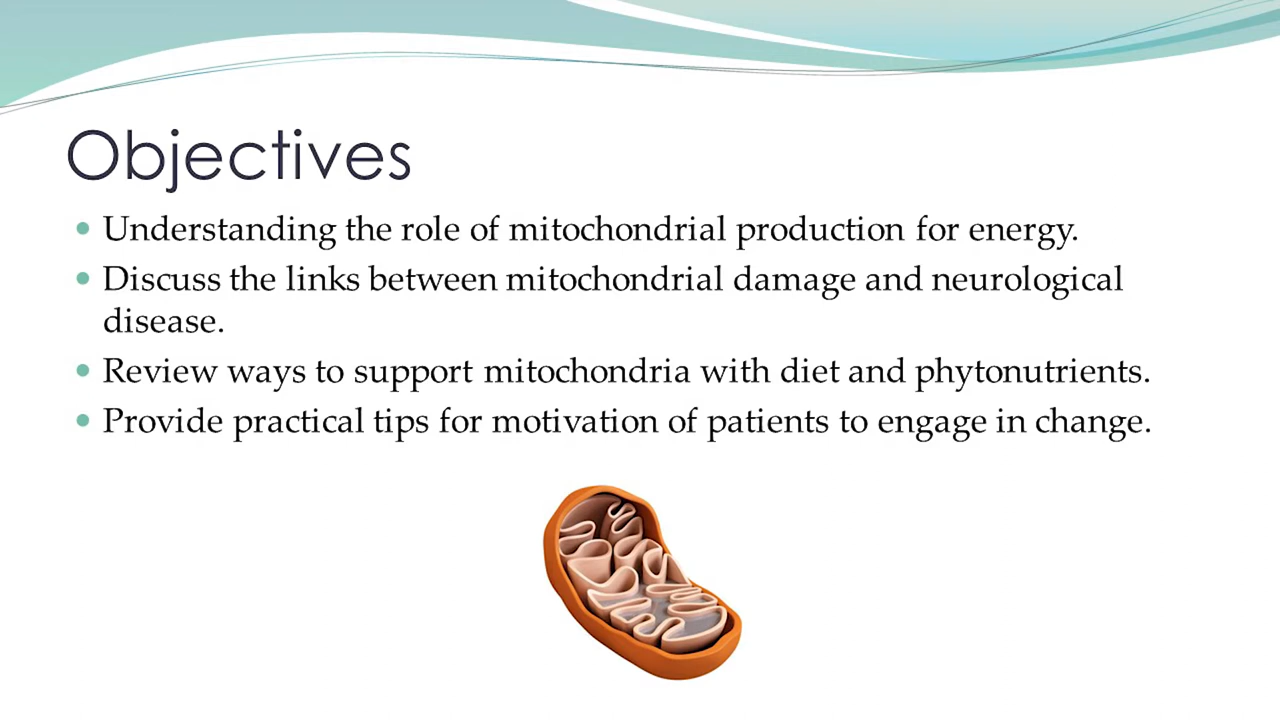 Objectives
• Understanding the role of mitochondrial production for energy.
• Discuss the links between mitochondrial damage and neurological
disease.
• Review ways to support mitochondria with diet and phytonutrients.
• Provide practical tips for motivation of patients to engage in change.